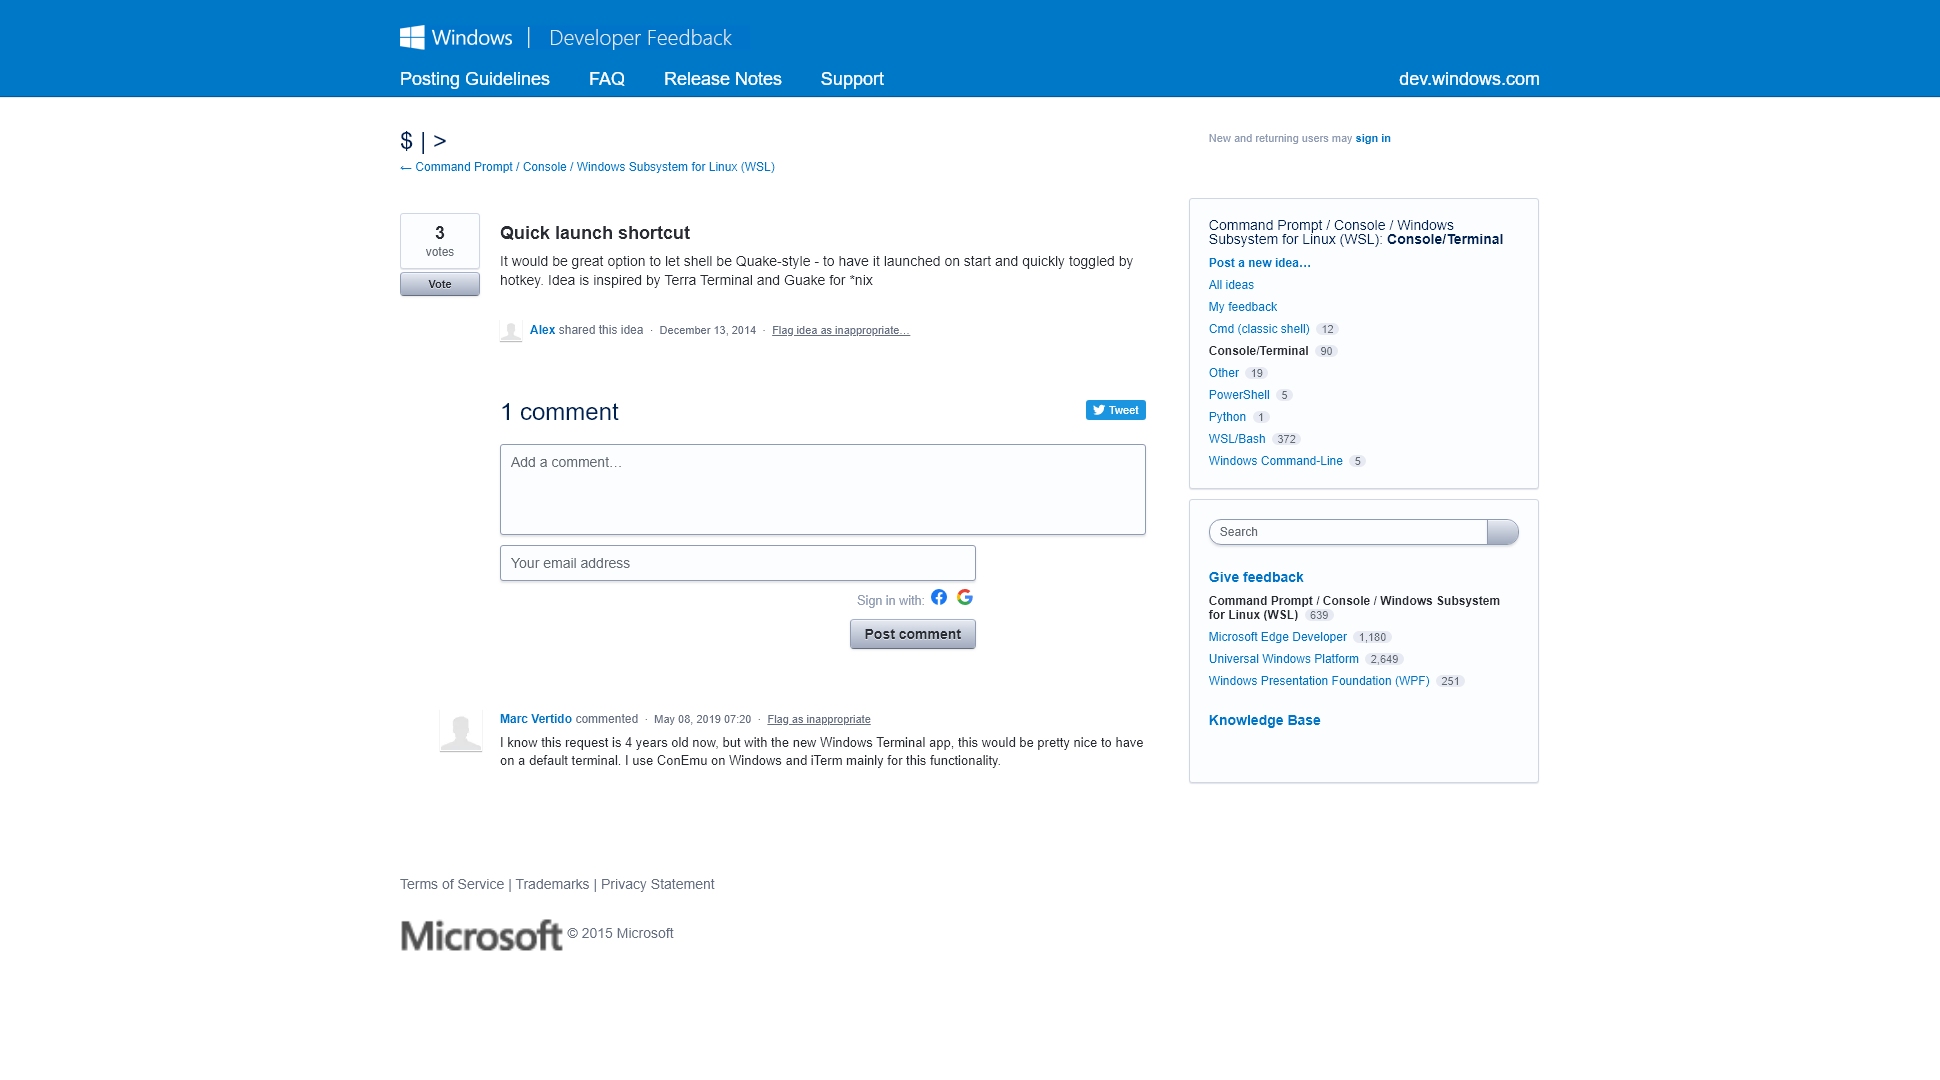 Windows | Developer Feedback
Posting Guidelines FAQ Release Notes Support dev.windows.com
$ | >
New and returning users may sign in
← Command Prompt / Console / Windows Subsystem for Linux (WSL)
3
votes
Vote
Quick launch shortcut
It would be great option to let shell be Quake-style - to have it launched on start and quickly toggled by
hotkey. Idea is inspired by Terra Terminal and Guake for *nix
Alex shared this idea · December 13, 2014 · Flag idea as inappropriate…
1 comment
Tweet
Add a comment…
Your email address
Sign in with:
Post comment
Marc Vertido commented · May 08, 2019 07:20 · Flag as inappropriate
I know this request is 4 years old now, but with the new Windows Terminal app, this would be pretty nice to have
on a default terminal. I use ConEmu on Windows and iTerm mainly for this functionality.
Command Prompt / Console / Windows
Subsystem for Linux (WSL): Console/Terminal
Post a new idea…
All ideas
My feedback
Cmd (classic shell) 12
Console/Terminal 90
Other 19
PowerShell 5
Python 1
WSL/Bash 372
Windows Command-Line 5
Search
Give feedback
Command Prompt / Console / Windows Subsystem
for Linux (WSL) 639
Microsoft Edge Developer 1,180
Universal Windows Platform 2,649
Windows Presentation Foundation (WPF) 251
Knowledge Base
Terms of Service | Trademarks | Privacy Statement
Microsoft © 2015 Microsoft